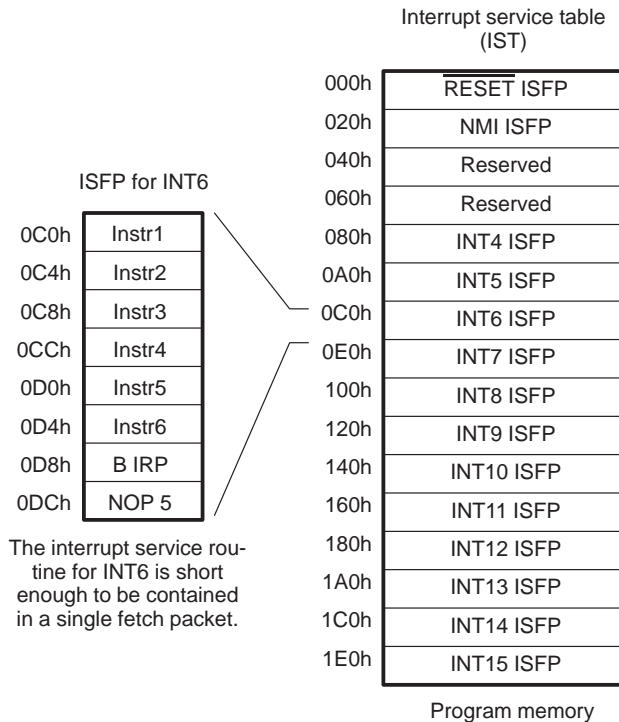 Interrupt service table
(IST)
000h RESET ISFP
020h NMI ISFP
040h Reserved
060h Reserved
080h INT4 ISFP
0A0h INT5 ISFP
0C0h INT6 ISFP
0E0h INT7 ISFP
100h INT8 ISFP
120h INT9 ISFP
140h INT10 ISFP
160h INT11 ISFP
180h INT12 ISFP
1A0h INT13 ISFP
1C0h INT14 ISFP
1E0h INT15 ISFP
Program memory
ISFP for INT6
0C0h Instr1
0C4h Instr2
0C8h Instr3
0CCh Instr4
0D0h Instr5
0D4h Instr6
0D8h B IRP
0DCh NOP 5
The interrupt service rou-
tine for INT6 is short
enough to be contained
in a single fetch packet.